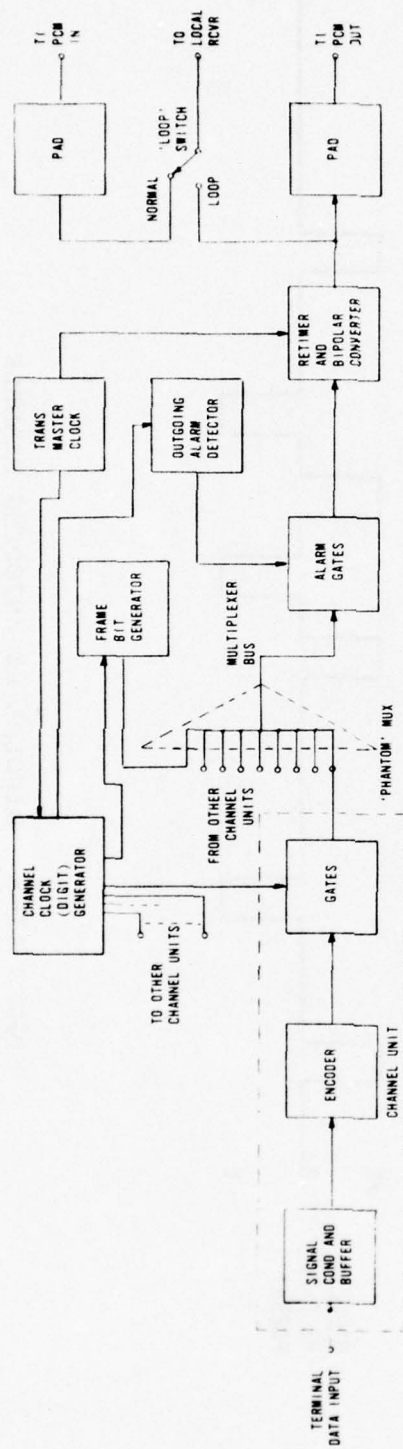 T1
PCM
IN
PAD
TO
LOCAL
RCVR
'LOOP'
SWITCH
NORMAL
LOOP
T1
PCM
OUT
PAD
TRANS
MASTER
CLOCK
RETIMER
AND
BIPOLAR
CONVERTER
OUTGOING
ALARM
DETECTOR
ALARM
GATES
FRAME
BIT
GENERATOR
MULTIPLEXER
BUS
'PHANTOM' MUX
FROM OTHER
CHANNEL
UNITS
CHANNEL
CLOCK
(DIGIT)
GENERATOR
TO OTHER
CHANNEL UNITS
GATES
ENCODER
CHANNEL UNIT
SIGNAL
COND AND
BUFFER
TERMINAL
DATA INPUT